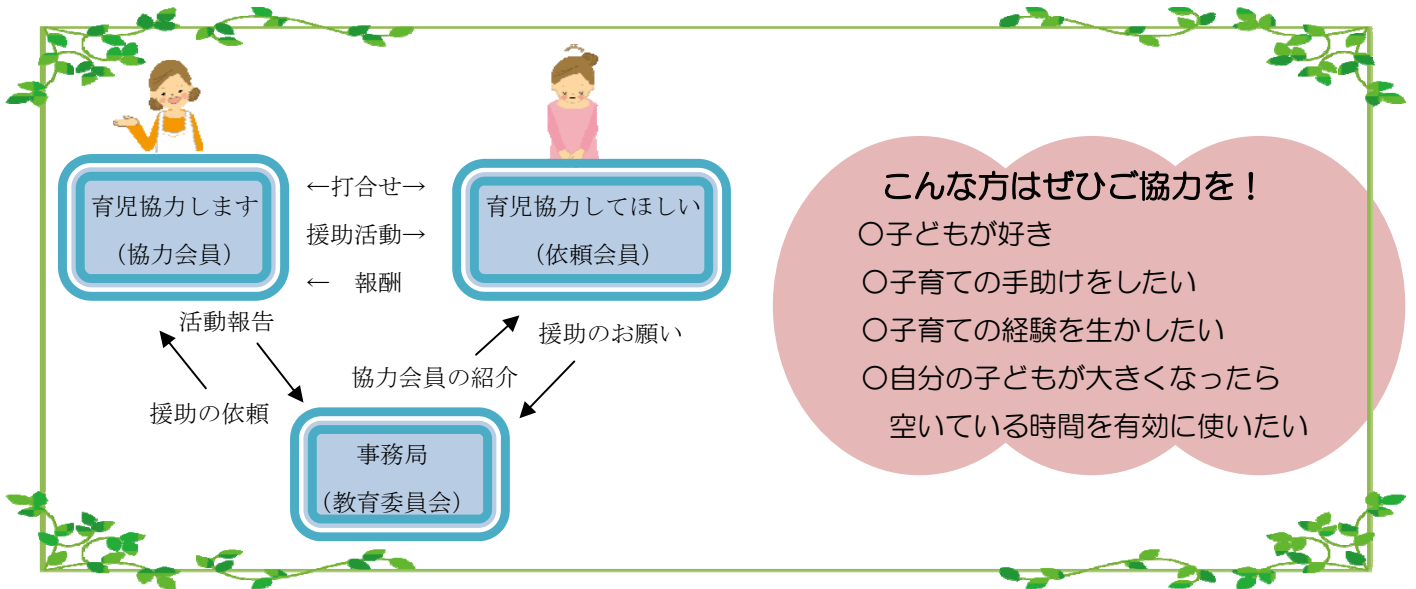 育児協力します
（協力会員）
←打合せ→
援助活動→
←　報酬
育児協力してほしい
（依頼会員）
活動報告
援助の依頼
協力会員の紹介
援助のお願い
事務局
（教育委員会）
こんな方はぜひご協力を！
○子どもが好き
○子育ての手助けをしたい
○子育ての経験を生かしたい
○自分の子どもが大きくなったら
空いている時間を有効に使いたい